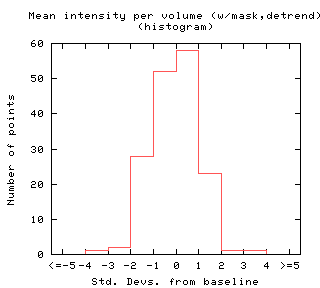 Mean intensity per volume (w/mask,detrend)
(histogram)
60
50
40
30
20
10
0
Number of points
<=-5 -4 -3 -2 -1 0 1 2 3 4 >=5
Std. Devs. from baseline